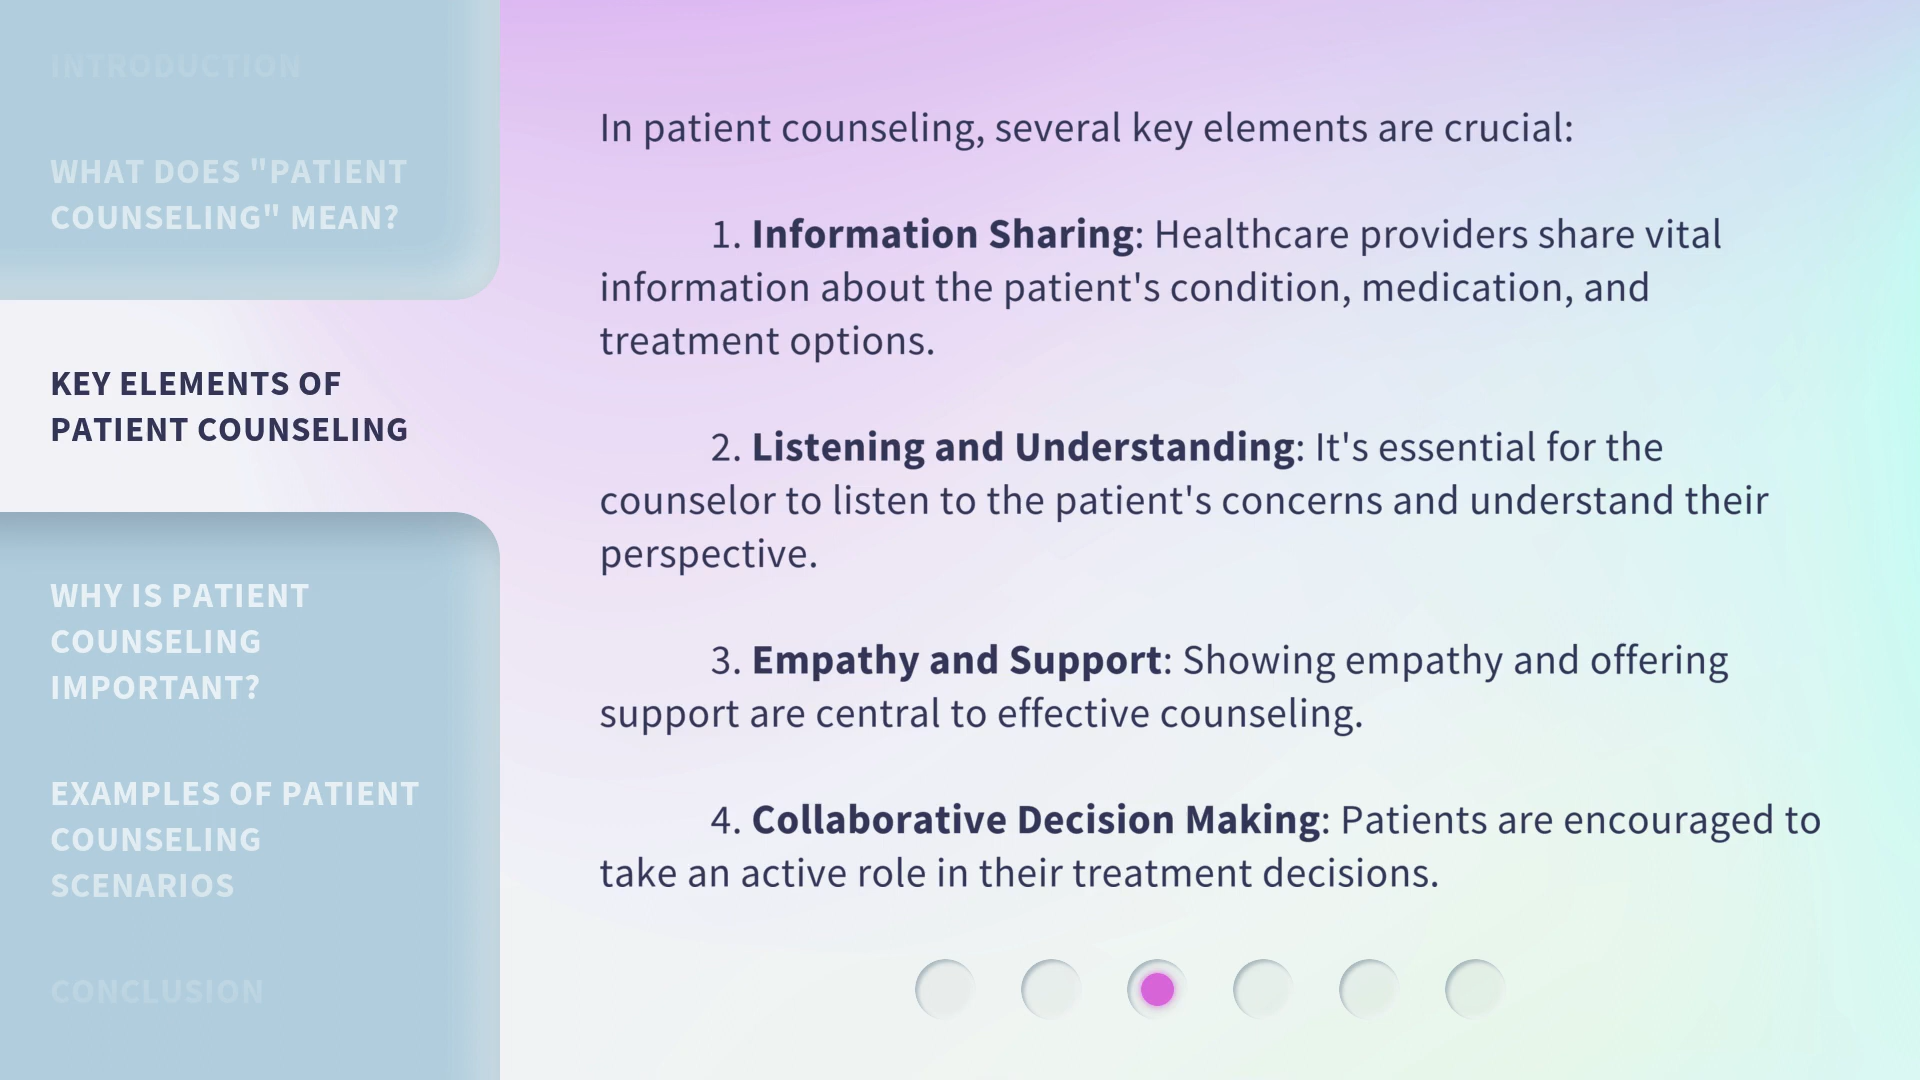 INTRODUCTION
WHAT DOES "PATIENT
COUNSELING" MEAN?
KEY ELEMENTS OF
PATIENT COUNSELING
WHY IS PATIENT
COUNSELING
IMPORTANT?
EXAMPLES OF PATIENT
COUNSELING
SCENARIOS
CONCLUSION
In patient counseling, several key elements are crucial:
1. Information Sharing: Healthcare providers share vital
information about the patient's condition, medication, and
treatment options.
2. Listening and Understanding: It's essential for the
counselor to listen to the patient's concerns and understand their
perspective.
3. Empathy and Support: Showing empathy and offering
support are central to effective counseling.
4. Collaborative Decision Making: Patients are encouraged to
take an active role in their treatment decisions.